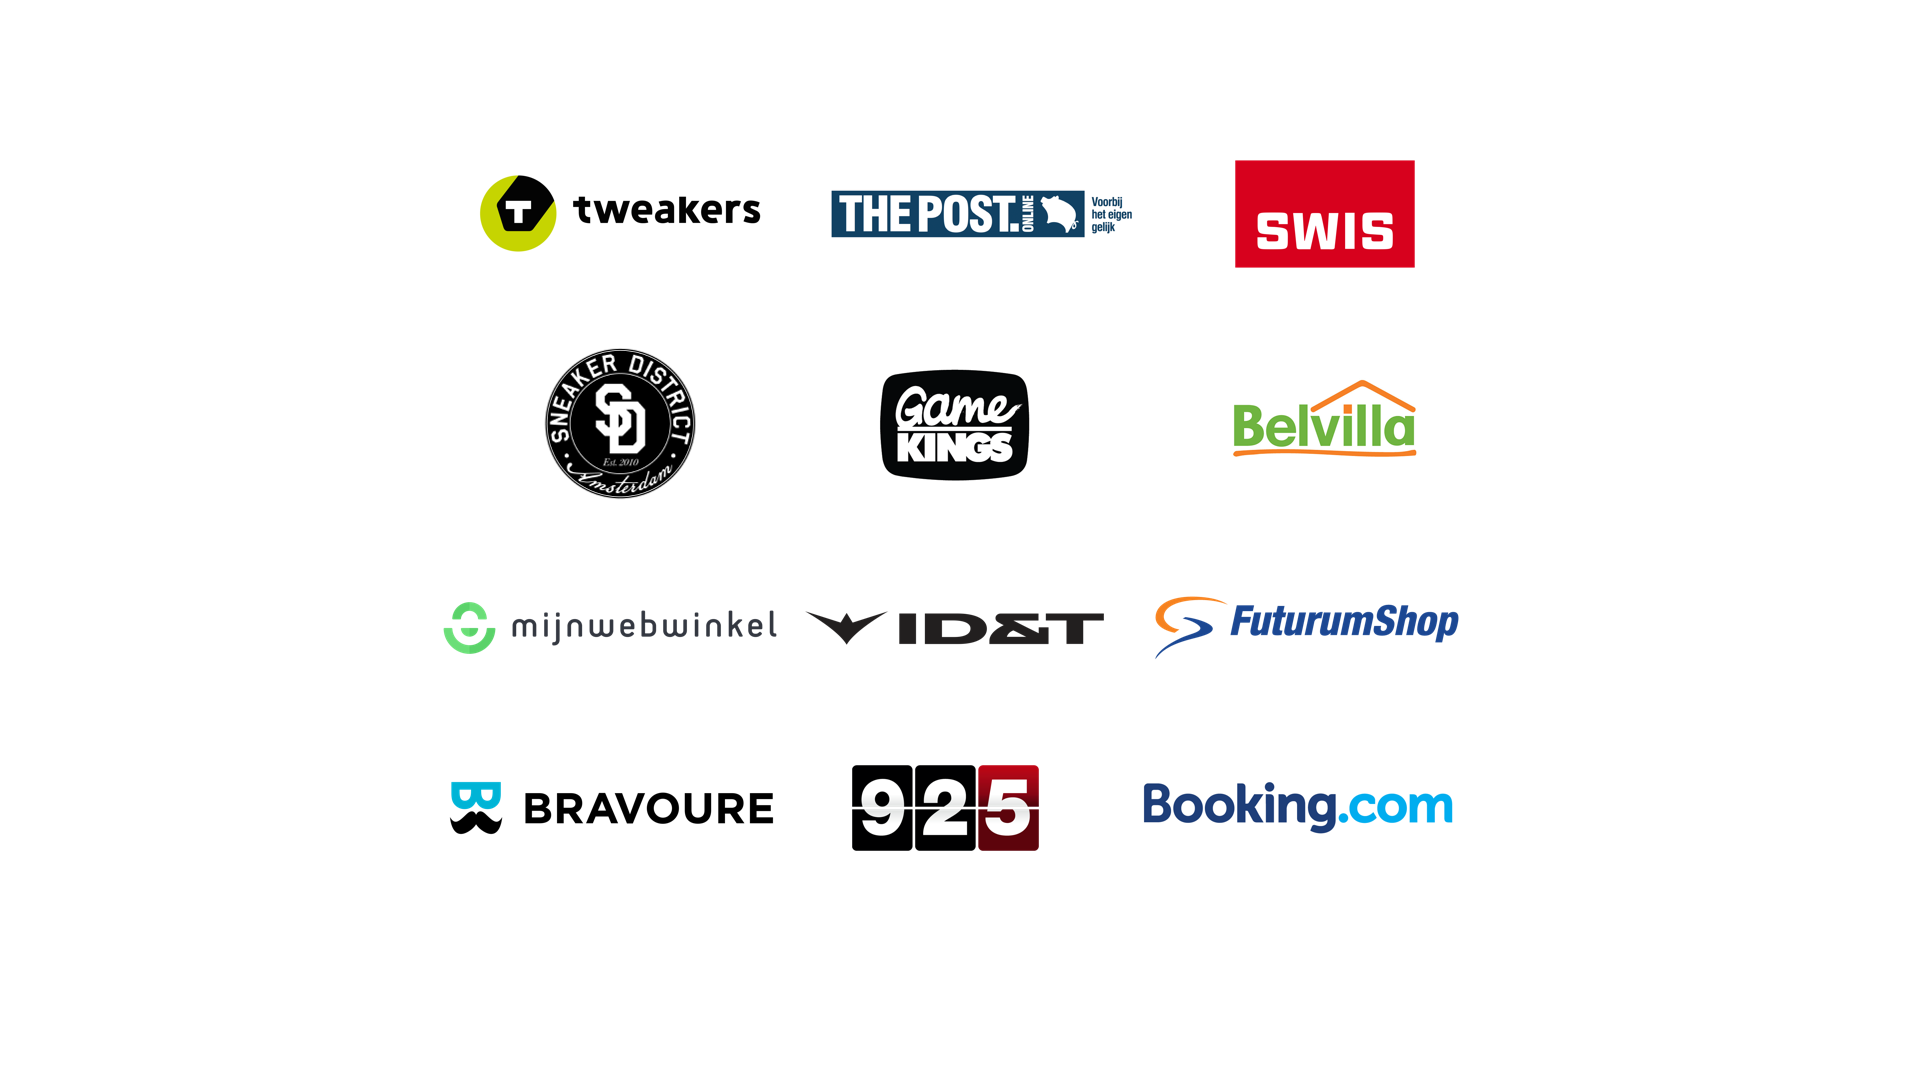 T tweakers
THE POST. ONLINE
Voorbij
het eigen
gelijk
SWIS
SNEAKER DISTRICT
SD
Est. 2010
Amsterdam
Game
KINGS
Belvilla
mijnwebwinkel
ID&T
FuturumShop
B BRAVOURE
925
Booking.com